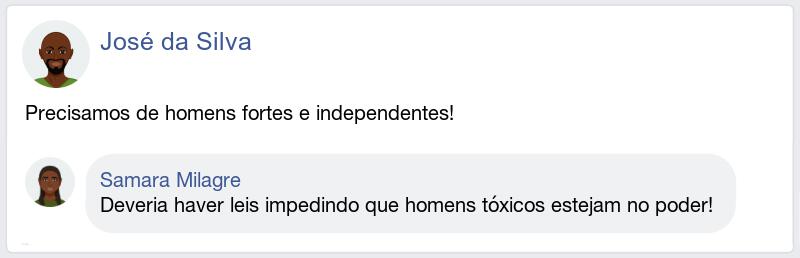 José da Silva
Precisamos de homens fortes e independentes!
Samara Milagre
Deveria haver leis impedindo que homens tóxicos estejam no poder!